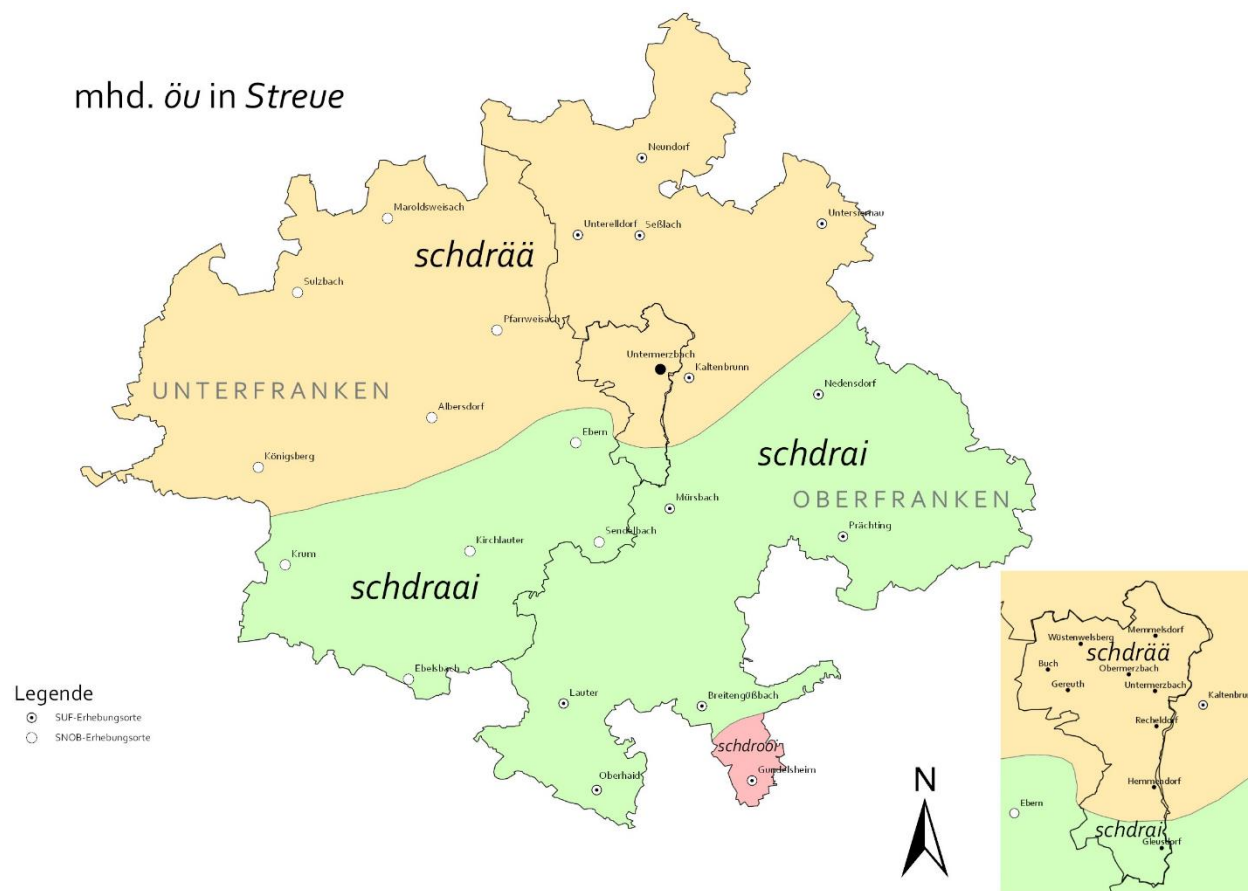 mhd. öu in Streue
Neundorf
Maroldsweisach
Unterelldorf
Seßlach
Untersiemau
schdrää
Sulzbach
Pfarrweisach
Untermerzbach
Kaltenbrunn
UNTERFRANKEN
Nedensdorf
Albersdorf
Ebern
schdrai
Königsberg
OBERFRANKEN
Mürsbach
Prächting
Sendelbach
Kirchlauter
Krum
schdraai
Ebelsbach
Lauter
Breitengüßbach
schdrooi
Gundelsheim
Oberhaid
Legende
SUF-Erhebungsorte
SNOB-Erhebungsorte
N
Memmelsdorf
Wüstenwelsberg
schdrää
Buch
Obermerzbach
Gereuth
Untermerzbach
Kaltenbrun
Recheldorf
Hemmendorf
Ebern
schdrai
Gleusdorf